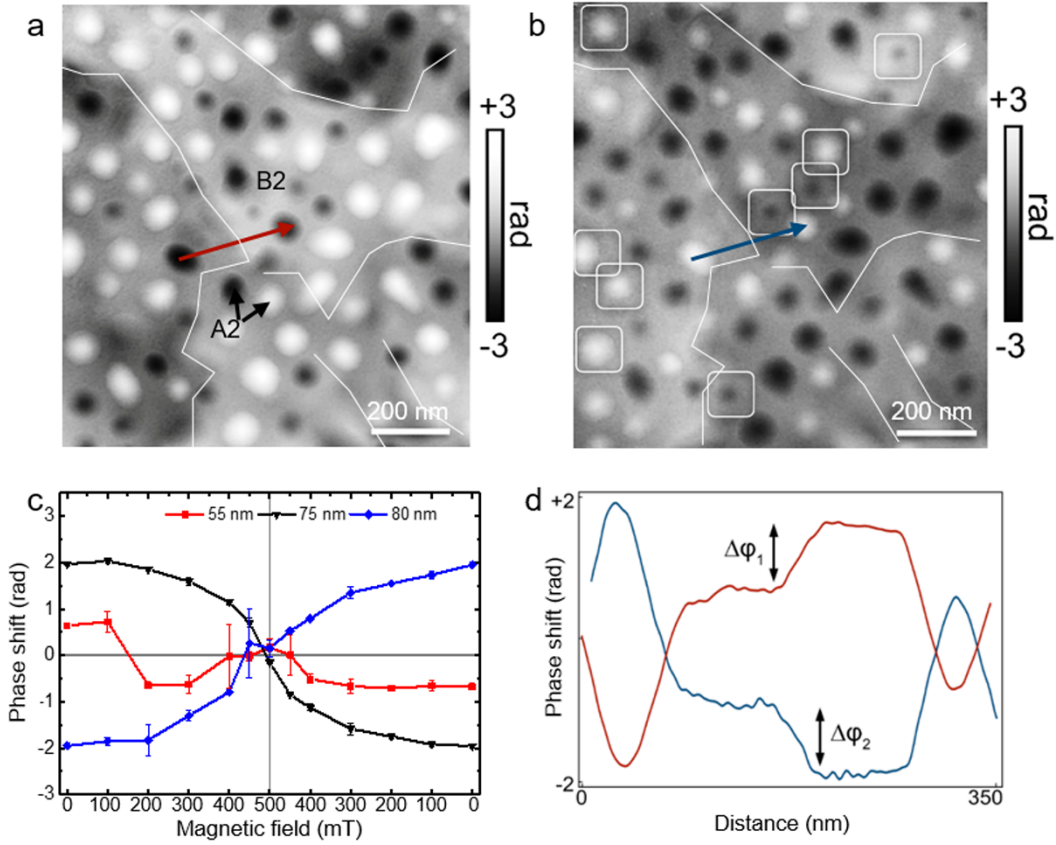 a
B2
A2
200 nm
+3
rad
-3
b
200 nm
+3
rad
-3
c
55 nm 75 nm 80 nm
3
2
1
0
-1
-2
-3
Phase shift (rad)
0 100 200 300 400 500 400 300 200 100 0
Magnetic field (mT)
d
+2
Δφ1
Δφ2
-2
Phase shift (rad)
0 350
Distance (nm)